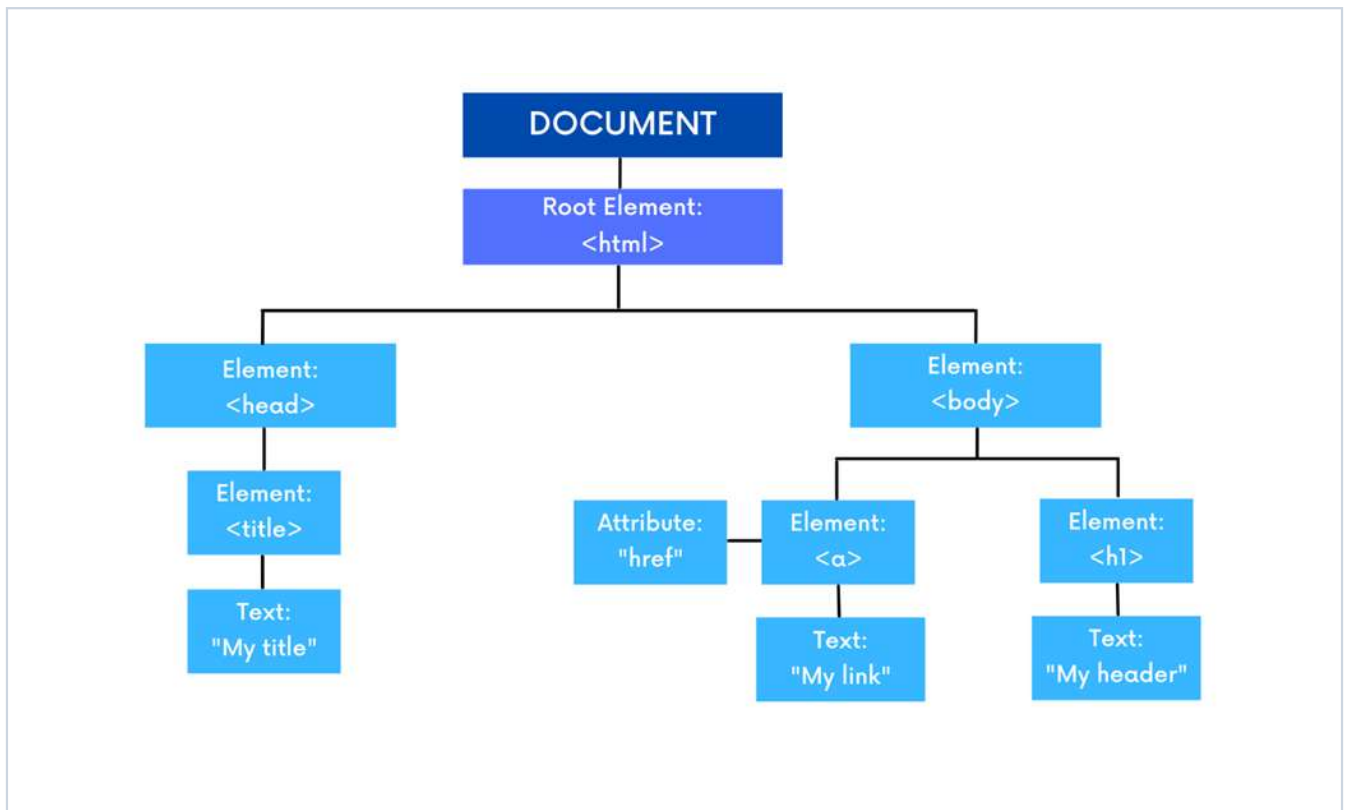 DOCUMENT
Root Element:
<html>
Element:
<head>
Element:
<body>
Element:
<title>
Attribute:
"href"
Element:
<a>
Element:
<h1>
Text:
"My title"
Text:
"My link"
Text:
"My header"